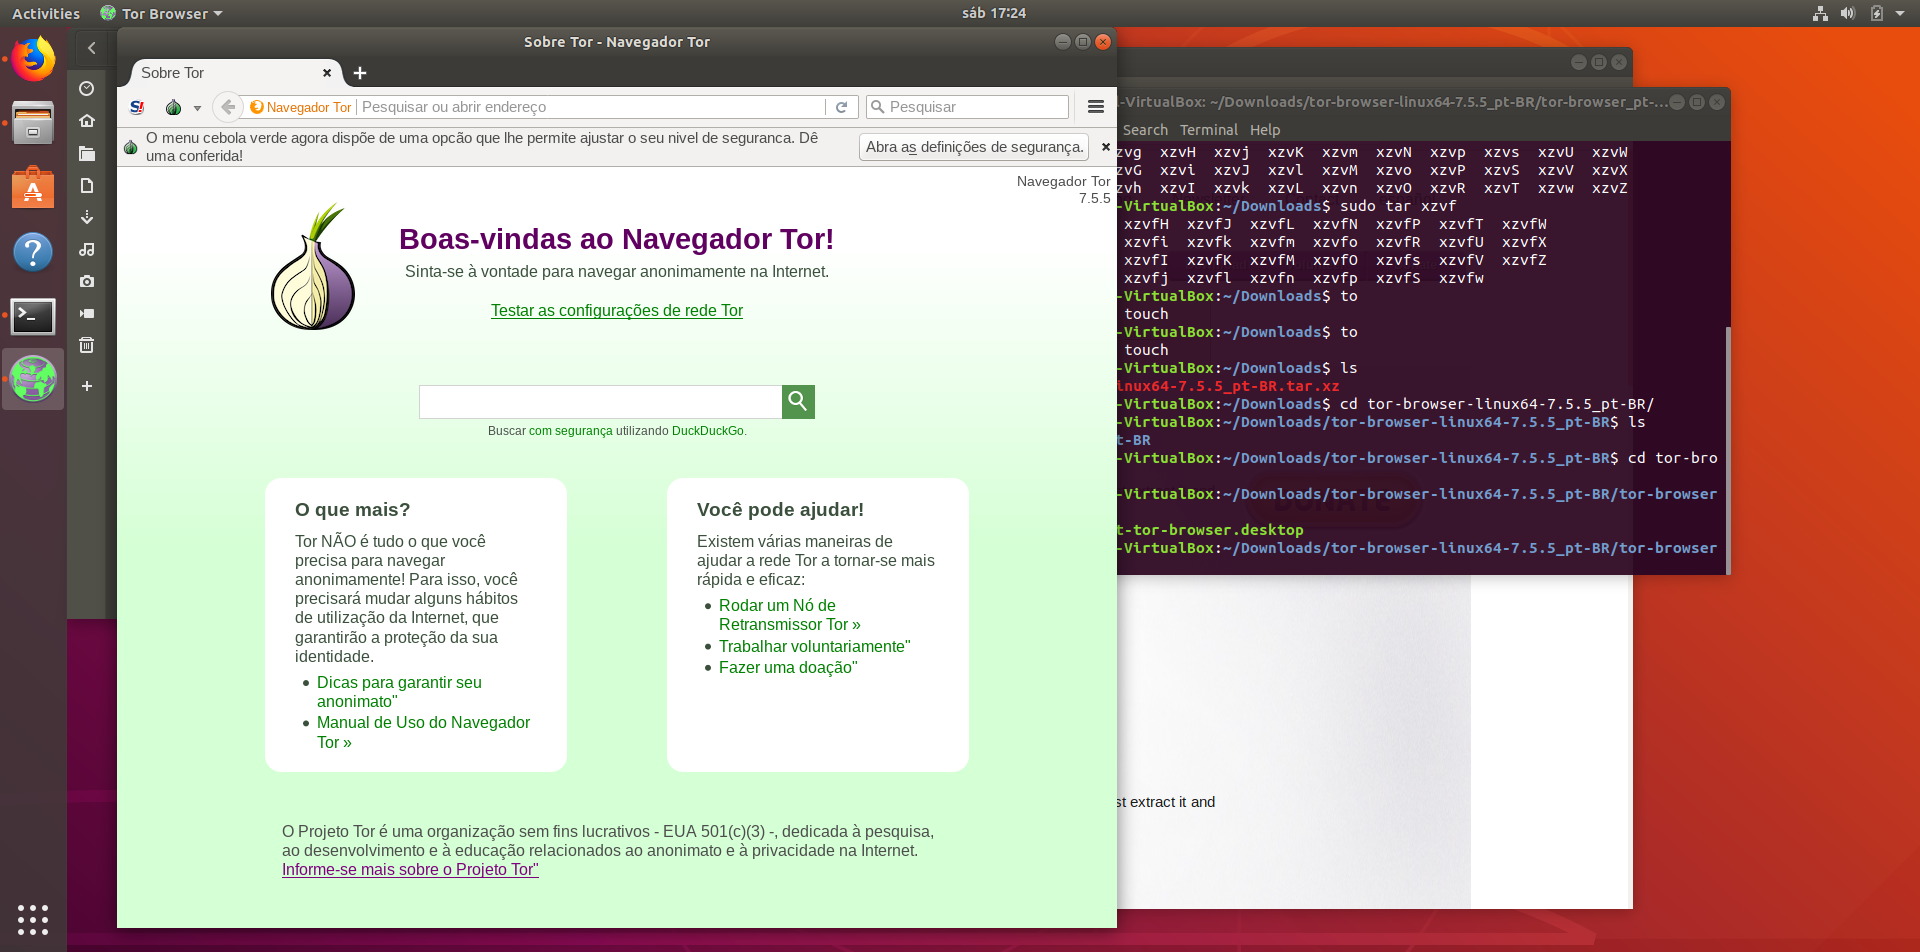 Activities
Tor Browser
sáb 17:24
Sobre Tor - Navegador Tor
Sobre Tor
Navegador Tor
Pesquisar ou abrir endereço
Pesquisar
O menu cebola verde agora dispõe de uma opcão que lhe permite ajustar o seu nivel de seguranca. Dê
uma conferida!
Abra as definições de segurança.
Navegador Tor
7.5.5
Boas-vindas ao Navegador Tor!
Sinta-se à vontade para navegar anonimamente na Internet.
Testar as configurações de rede Tor
Buscar com segurança utilizando DuckDuckGo.
O que mais?
Tor NÃO é tudo o que você
precisa para navegar
anonimamente! Para isso, você
precisará mudar alguns hábitos
de utilização da Internet, que
garantirão a proteção da sua
identidade.
Dicas para garantir seu
anonimato"
Manual de Uso do Navegador
Tor »
Você pode ajudar!
Existem várias maneiras de
ajudar a rede Tor a tornar-se mais
rápida e eficaz:
Rodar um Nó de
Retransmissor Tor »
Trabalhar voluntariamente"
Fazer uma doação"
O Projeto Tor é uma organização sem fins lucrativos - EUA 501(c)(3) -, dedicada à pesquisa,
ao desenvolvimento e à educação relacionados ao anonimato e à privacidade na Internet.
Informe-se mais sobre o Projeto Tor"
l-VirtualBox: ~/Downloads/tor-browser-linux64-7.5.5_pt-BR/tor-browser_pt-...
Search Terminal Help
zvg xzvH xzvj xzvK xzvm xzvN xzvp xzvs xzvU xzvW
zvG xzvi xzvJ xzvl xzvM xzvo xzvP xzvS xzvV xzvX
zvh xzvI xzvk xzvL xzvn xzvO xzvR xzvT xzvw xzvZ
-VirtualBox:~/Downloads$ sudo tar xzvf
xzvfH xzvfJ xzvfL xzvfN xzvfP xzvfT xzvfW
xzvfi xzvfk xzvfm xzvfo xzvfR xzvfU xzvfX
xzvfI xzvfK xzvfM xzvfO xzvfs xzvfV xzvfZ
xzvfj xzvfl xzvfn xzvfp xzvfS xzvfw
-VirtualBox:~/Downloads$ to
touch
-VirtualBox:~/Downloads$ to
touch
-VirtualBox:~/Downloads$ ls
inux64-7.5.5_pt-BR.tar.xz
-VirtualBox:~/Downloads$ cd tor-browser-linux64-7.5.5_pt-BR/
-VirtualBox:~/Downloads/tor-browser-linux64-7.5.5_pt-BR$ ls
t-BR
-VirtualBox:~/Downloads/tor-browser-linux64-7.5.5_pt-BR$ cd tor-bro
-VirtualBox:~/Downloads/tor-browser-linux64-7.5.5_pt-BR/tor-browser
DONATE
t-tor-browser.desktop
-VirtualBox:~/Downloads/tor-browser-linux64-7.5.5_pt-BR/tor-browser
st extract it and